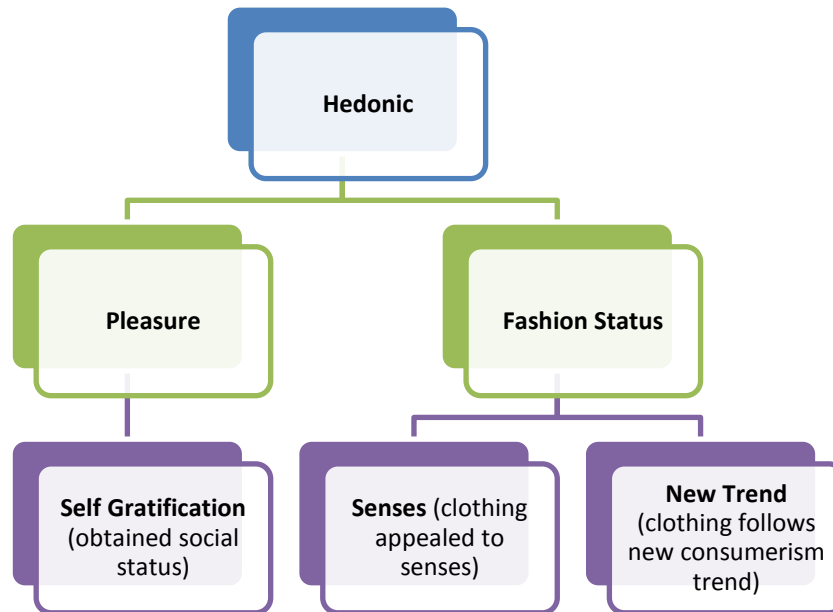 Hedonic
Pleasure
Fashion Status
Self Gratification
(obtained social
status)
Senses (clothing
appealed to
senses)
New Trend
(clothing follows
new consumerism
trend)